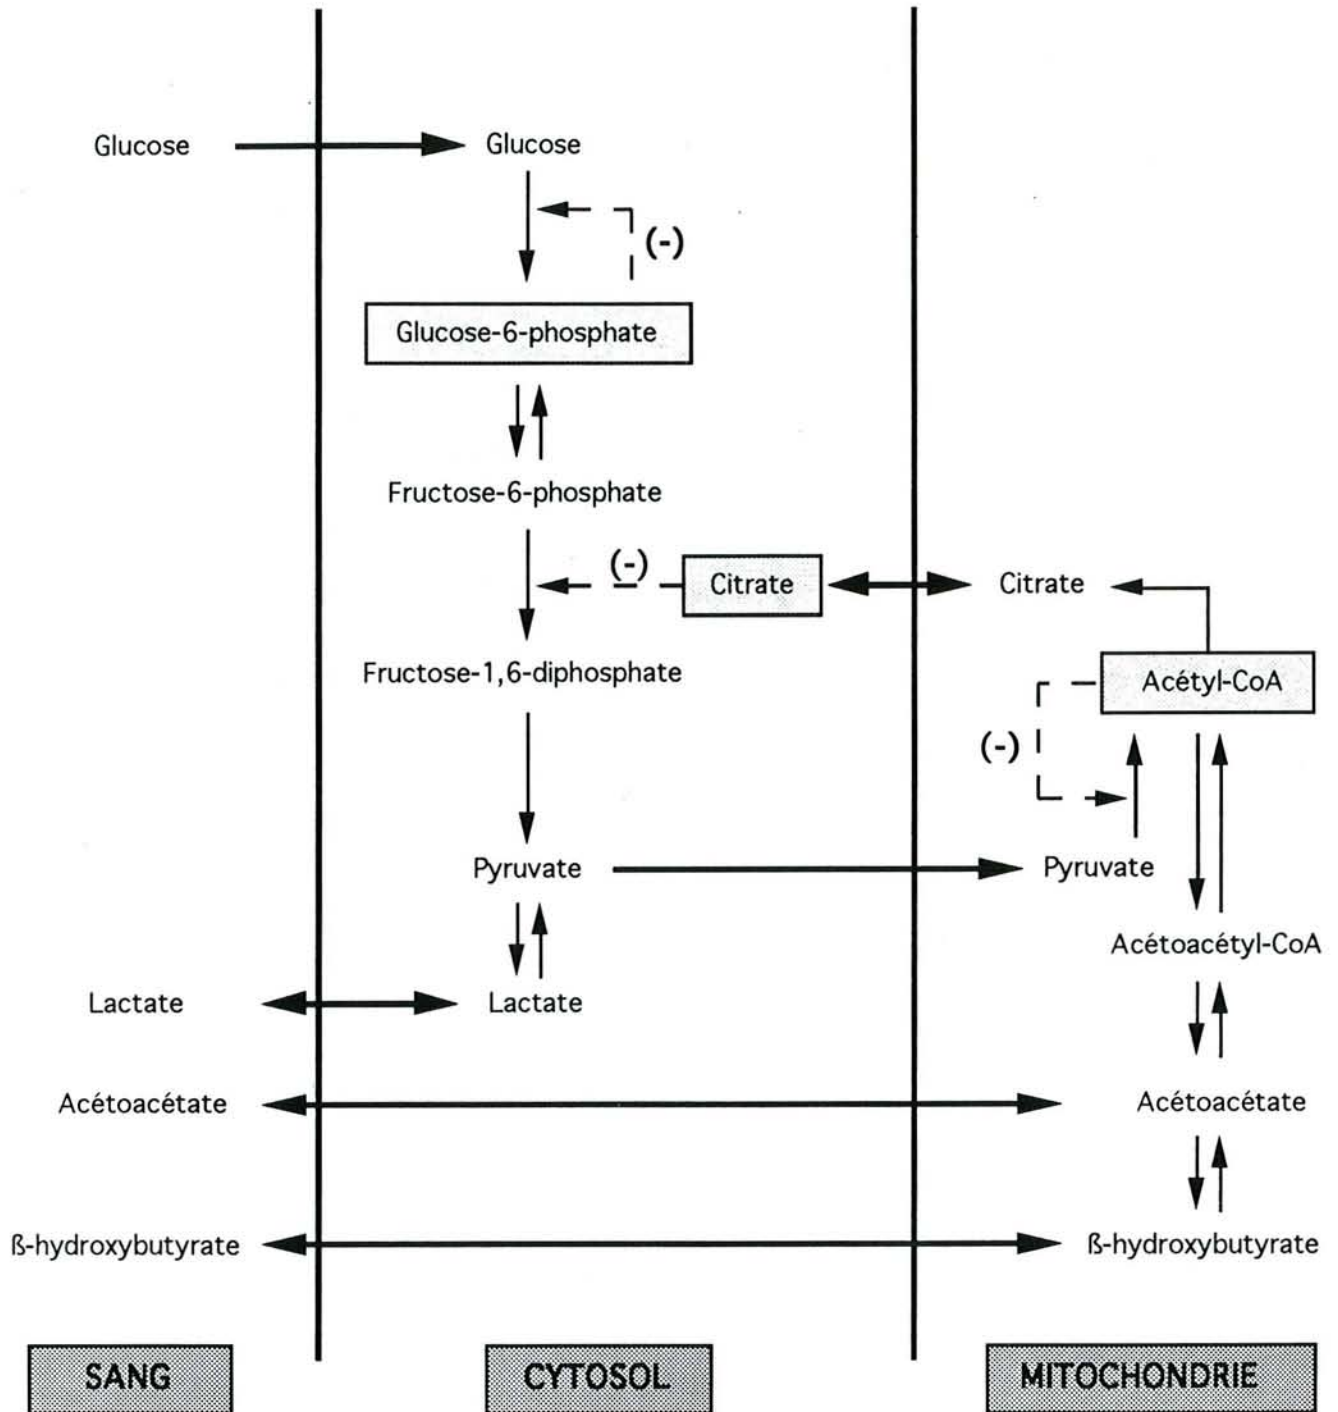 Glucose
Glucose
(-)
Glucose-6-phosphate
Fructose-6-phosphate
(-)
Citrate
Citrate
Fructose-1,6-diphosphate
Acétyl-CoA
(-)
Pyruvate
Pyruvate
Acétoacétyl-CoA
Lactate
Lactate
Acétoacétate
Acétoacétate
ß-hydroxybutyrate
ß-hydroxybutyrate
SANG
CYTOSOL
MITOCHONDRIE